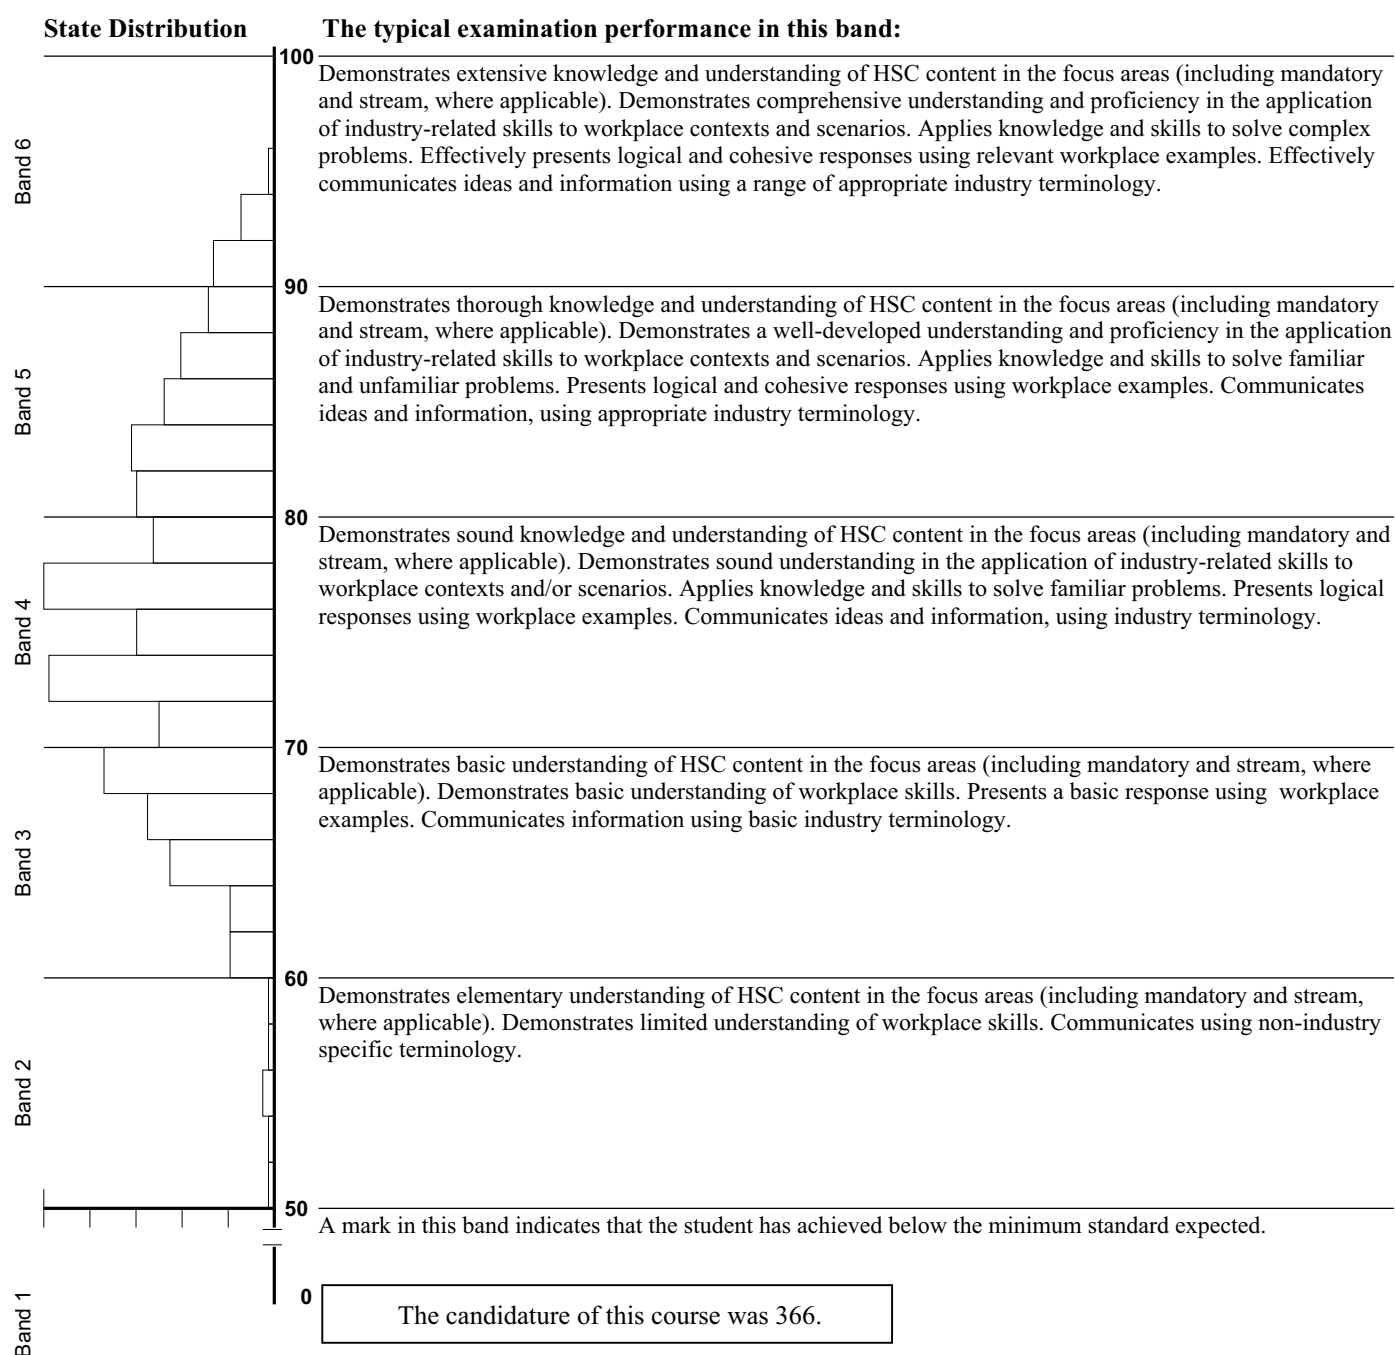 State Distribution
The typical examination performance in this band:
100
Demonstrates extensive knowledge and understanding of HSC content in the focus areas (including mandatory
and stream, where applicable). Demonstrates comprehensive understanding and proficiency in the application
of industry-related skills to workplace contexts and scenarios. Applies knowledge and skills to solve complex
problems. Effectively presents logical and cohesive responses using relevant workplace examples. Effectively
communicates ideas and information using a range of appropriate industry terminology.
Band 6
90
Demonstrates thorough knowledge and understanding of HSC content in the focus areas (including mandatory
and stream, where applicable). Demonstrates a well-developed understanding and proficiency in the application
of industry-related skills to workplace contexts and scenarios. Applies knowledge and skills to solve familiar
and unfamiliar problems. Presents logical and cohesive responses using workplace examples. Communicates
ideas and information, using appropriate industry terminology.
Band 5
80
Demonstrates sound knowledge and understanding of HSC content in the focus areas (including mandatory and
stream, where applicable). Demonstrates sound understanding in the application of industry-related skills to
workplace contexts and/or scenarios. Applies knowledge and skills to solve familiar problems. Presents logical
responses using workplace examples. Communicates ideas and information, using industry terminology.
Band 4
70
Demonstrates basic understanding of HSC content in the focus areas (including mandatory and stream, where
applicable). Demonstrates basic understanding of workplace skills. Presents a basic response using workplace
examples. Communicates information using basic industry terminology.
Band 3
60
Demonstrates elementary understanding of HSC content in the focus areas (including mandatory and stream,
where applicable). Demonstrates limited understanding of workplace skills. Communicates using non-industry
specific terminology.
Band 2
50
A mark in this band indicates that the student has achieved below the minimum standard expected.
0
Band 1
The candidature of this course was 366.